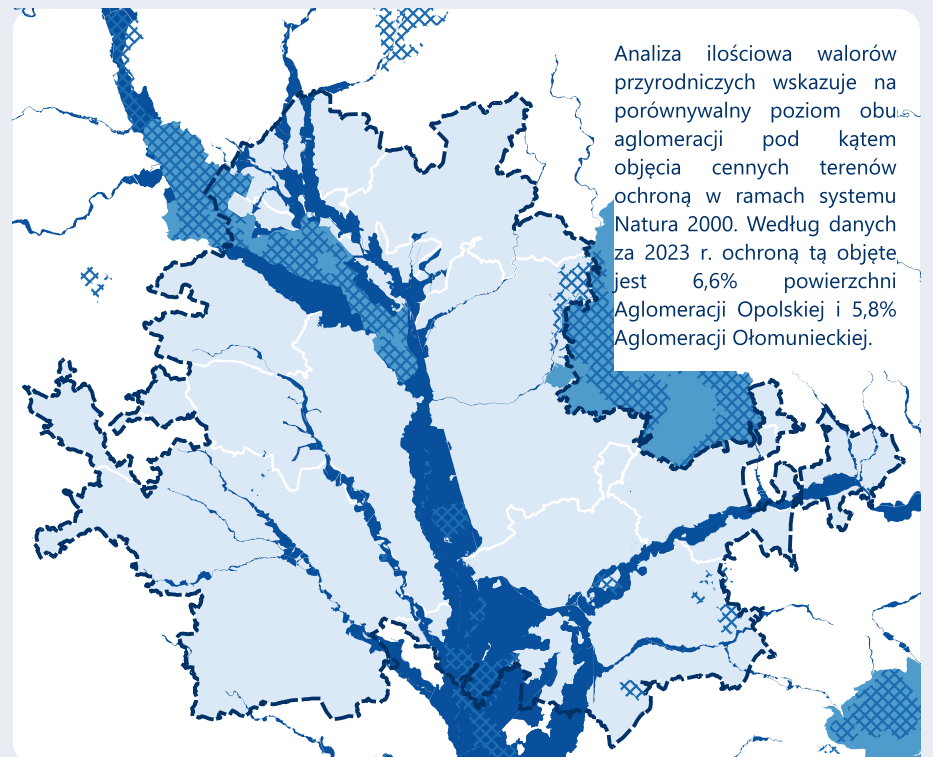 Analiza ilościowa walorów
przyrodniczych wskazuje na
porównywalny poziom obu
aglomeracji pod kątem
objęcia cennych terenów
ochroną w ramach systemu
Natura 2000. Według danych
za 2023 r. ochroną tą objęte
jest 6,6% powierzchni
Aglomeracji Opolskiej i 5,8%
Aglomeracji Ołomunieckiej.